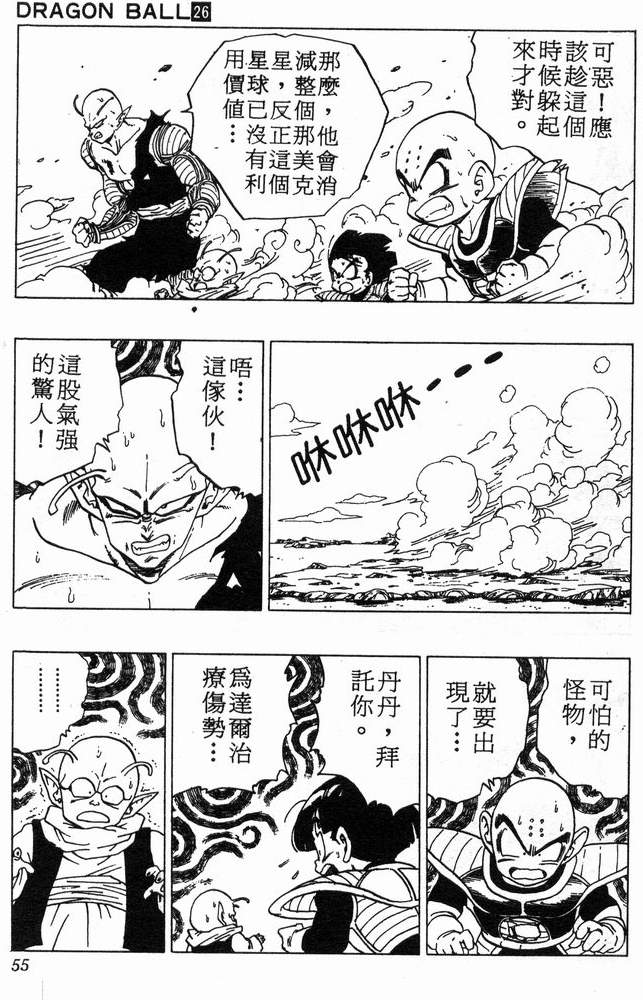 DRAGON BALL 26
可惡！應
該趁這個
時候躲起
來才對。
那麼，他會消
減整個那美克
星，反正這個
星球已沒有利
用價值…
咻咻咻
唔…
這傢伙！
這股氣强
的驚人！
可怕的
怪物，
就要出
現了…
丹丹，拜
託你。
爲達爾治
療傷勢…
………
………
55